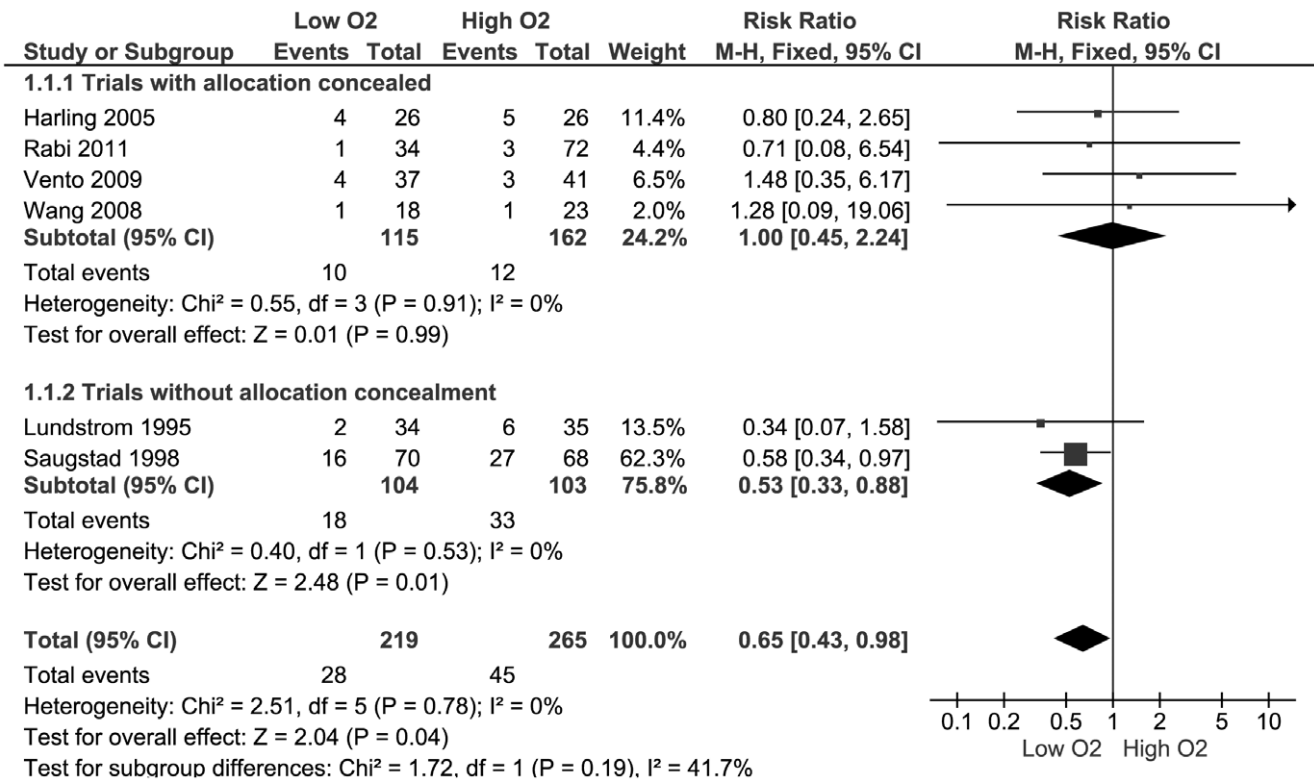 Low O2 High O2 Risk Ratio Risk Ratio
Study or Subgroup Events Total Events Total Weight M-H, Fixed, 95% CI M-H, Fixed, 95% CI
1.1.1 Trials with allocation concealed
Harling 2005 4 26 5 26 11.4% 0.80 [0.24, 2.65]
Rabi 2011 1 34 3 72 4.4% 0.71 [0.08, 6.54]
Vento 2009 4 37 3 41 6.5% 1.48 [0.35, 6.17]
Wang 2008 1 18 1 23 2.0% 1.28 [0.09, 19.06]
Subtotal (95% CI) 115 162 24.2% 1.00 [0.45, 2.24]
Total events 10 12
Heterogeneity: Chi² = 0.55, df = 3 (P = 0.91); I² = 0%
Test for overall effect: Z = 0.01 (P = 0.99)
1.1.2 Trials without allocation concealment
Lundstrom 1995 2 34 6 35 13.5% 0.34 [0.07, 1.58]
Saugstad 1998 16 70 27 68 62.3% 0.58 [0.34, 0.97]
Subtotal (95% CI) 104 103 75.8% 0.53 [0.33, 0.88]
Total events 18 33
Heterogeneity: Chi² = 0.40, df = 1 (P = 0.53); I² = 0%
Test for overall effect: Z = 2.48 (P = 0.01)
Total (95% CI) 219 265 100.0% 0.65 [0.43, 0.98]
Total events 28 45
Heterogeneity: Chi² = 2.51, df = 5 (P = 0.78); I² = 0%
Test for overall effect: Z = 2.04 (P = 0.04)
Test for subgroup differences: Chi² = 1.72, df = 1 (P = 0.19), I² = 41.7%
0.1 0.2 0.5 1 2 5 10
Low O2 High O2